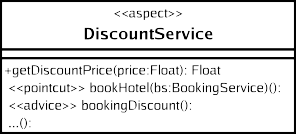 <<aspect>>
DiscountService
+getDiscountPrice(price:Float): Float
<<pointcut>> bookHotel(bs:BookingService)():
<<advice>> bookingDiscount():
...():